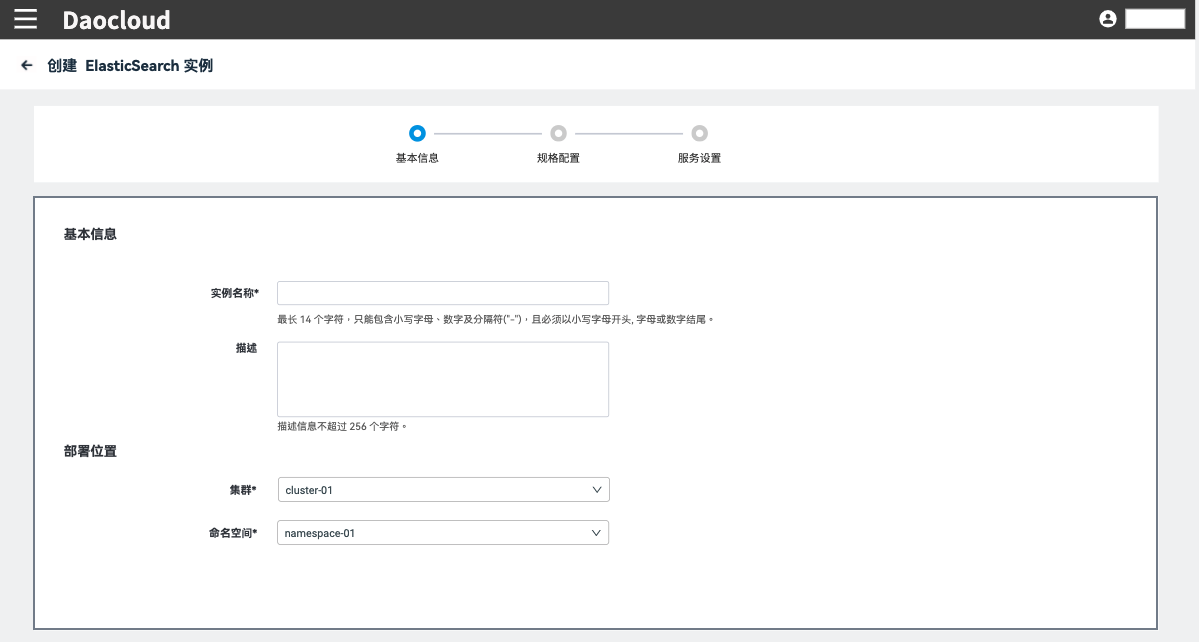 Daocloud
创建 ElasticSearch 实例
基本信息
规格配置
服务设置
基本信息
实例名称*
最长 14 个字符，只能包含小写字母、数字及分隔符("-")，且必须以小写字母开头, 字母或数字结尾。
描述
描述信息不超过 256 个字符。
部署位置
集群*
cluster-01
命名空间*
namespace-01